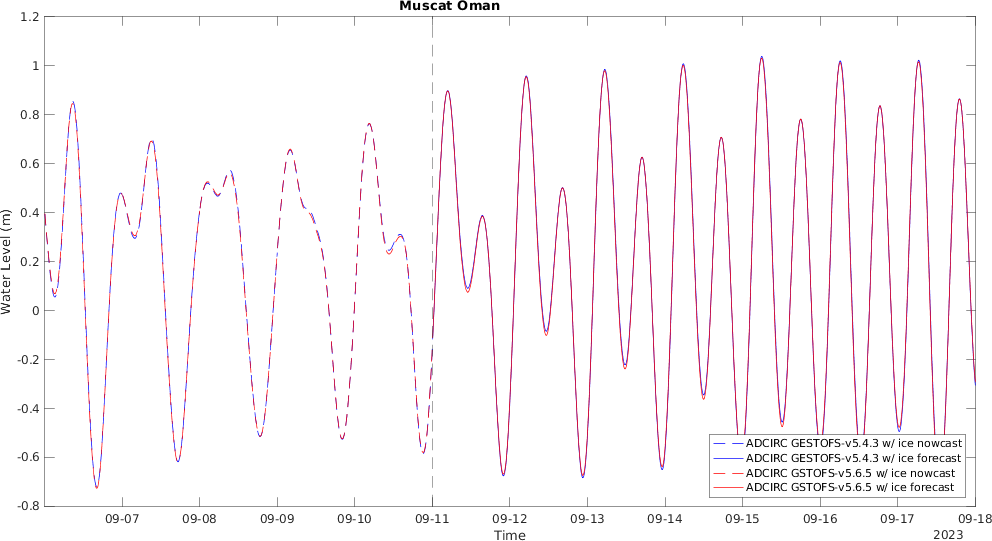 Muscat Oman
1.2
1
0.8
0.6
0.4
0.2
0
-0.2
-0.4
-0.6
-0.8
Water Level (m)
ADCIRC GESTOFS-v5.4.3 w/ ice nowcast
ADCIRC GESTOFS-v5.4.3 w/ ice forecast
ADCIRC GSTOFS-v5.6.5 w/ ice nowcast
ADCIRC GSTOFS-v5.6.5 w/ ice forecast
09-07 09-08 09-09 09-10 09-11 09-12 09-13 09-14 09-15 09-16 09-17 09-18
Time
2023